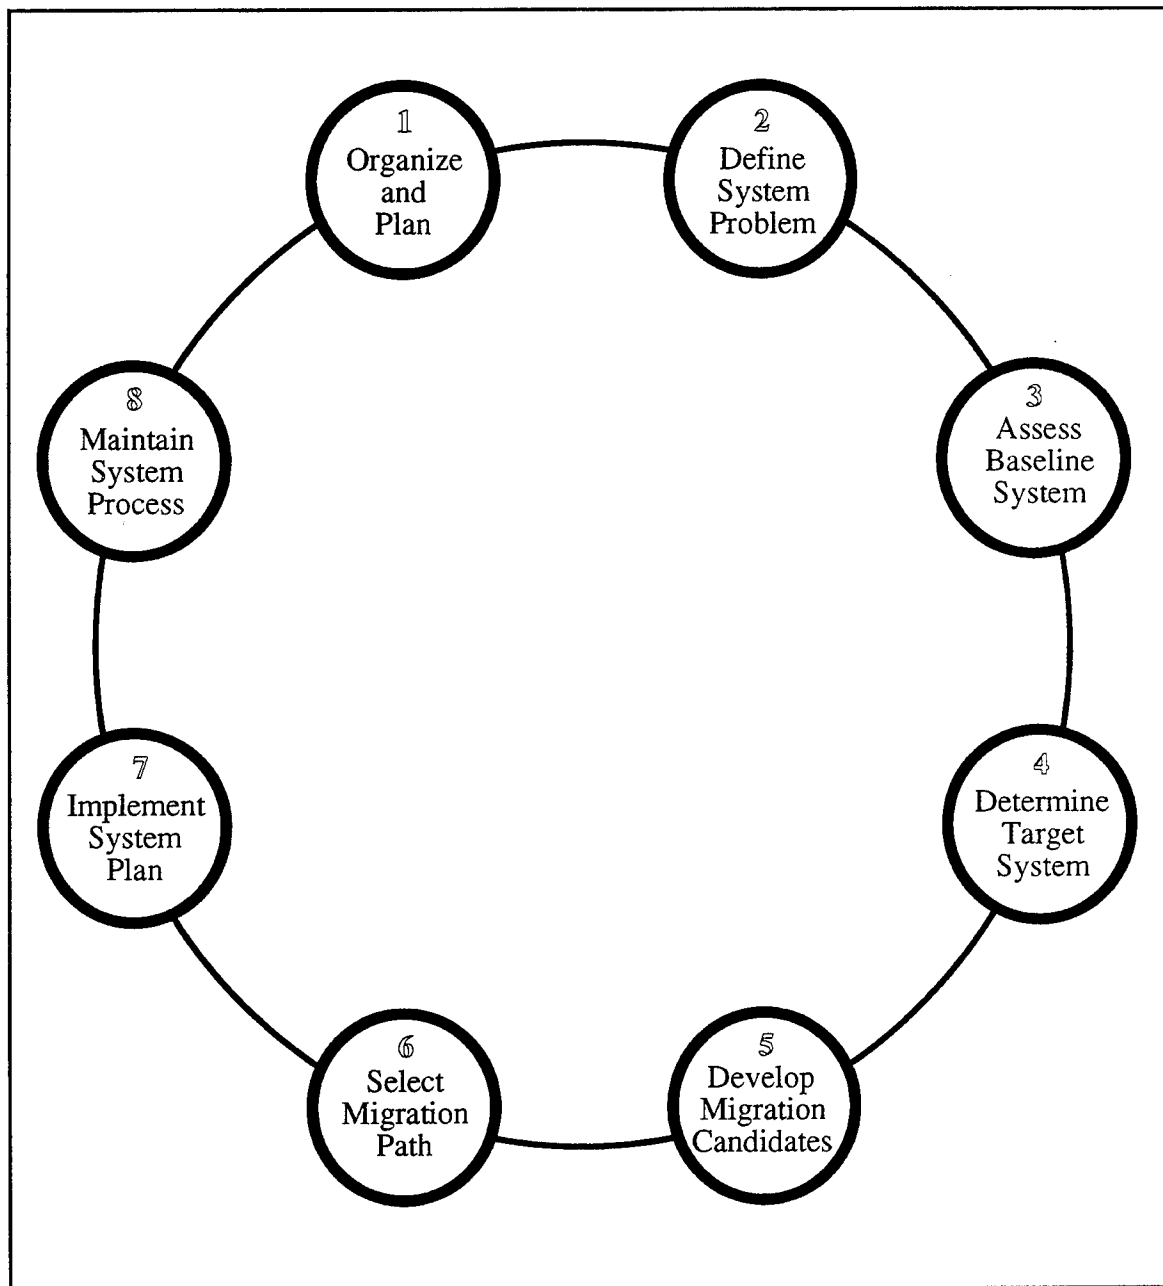 1
Organize
and
Plan
2
Define
System
Problem
3
Assess
Baseline
System
4
Determine
Target
System
5
Develop
Migration
Candidates
6
Select
Migration
Path
7
Implement
System
Plan
8
Maintain
System
Process